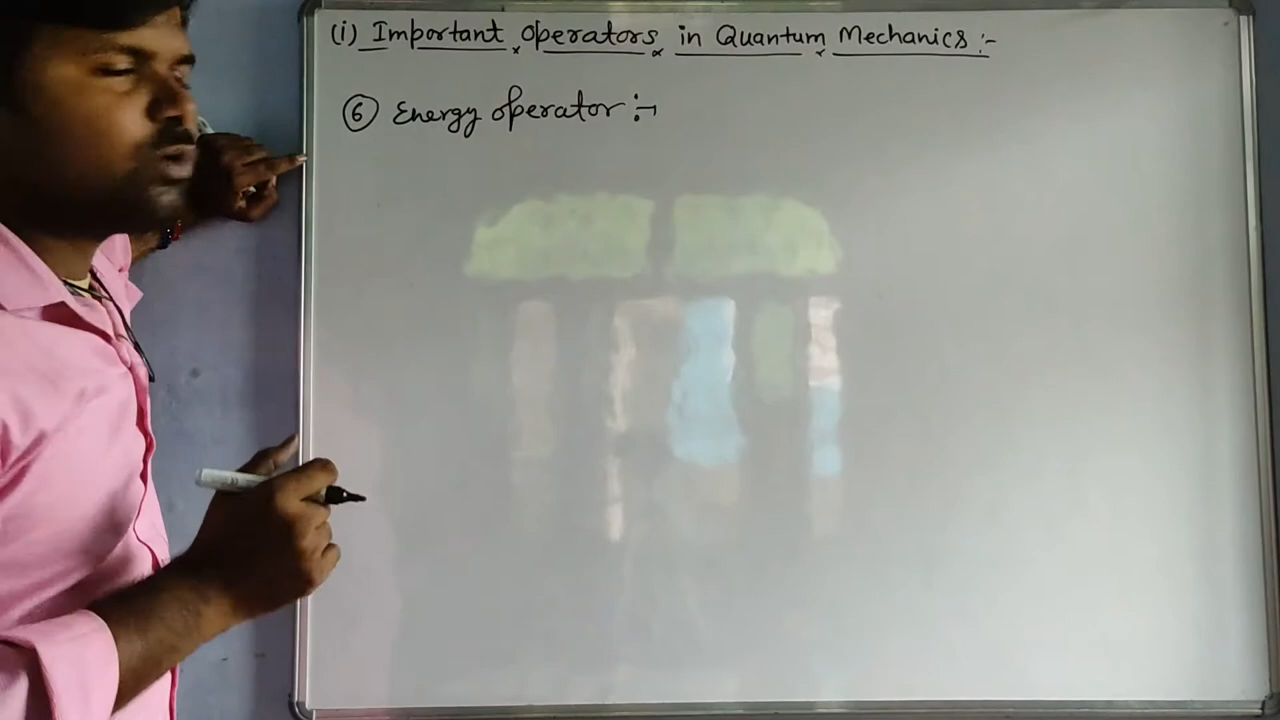 (i) Important operators in Quantum Mechanics :-
⑥ Energy operator :-